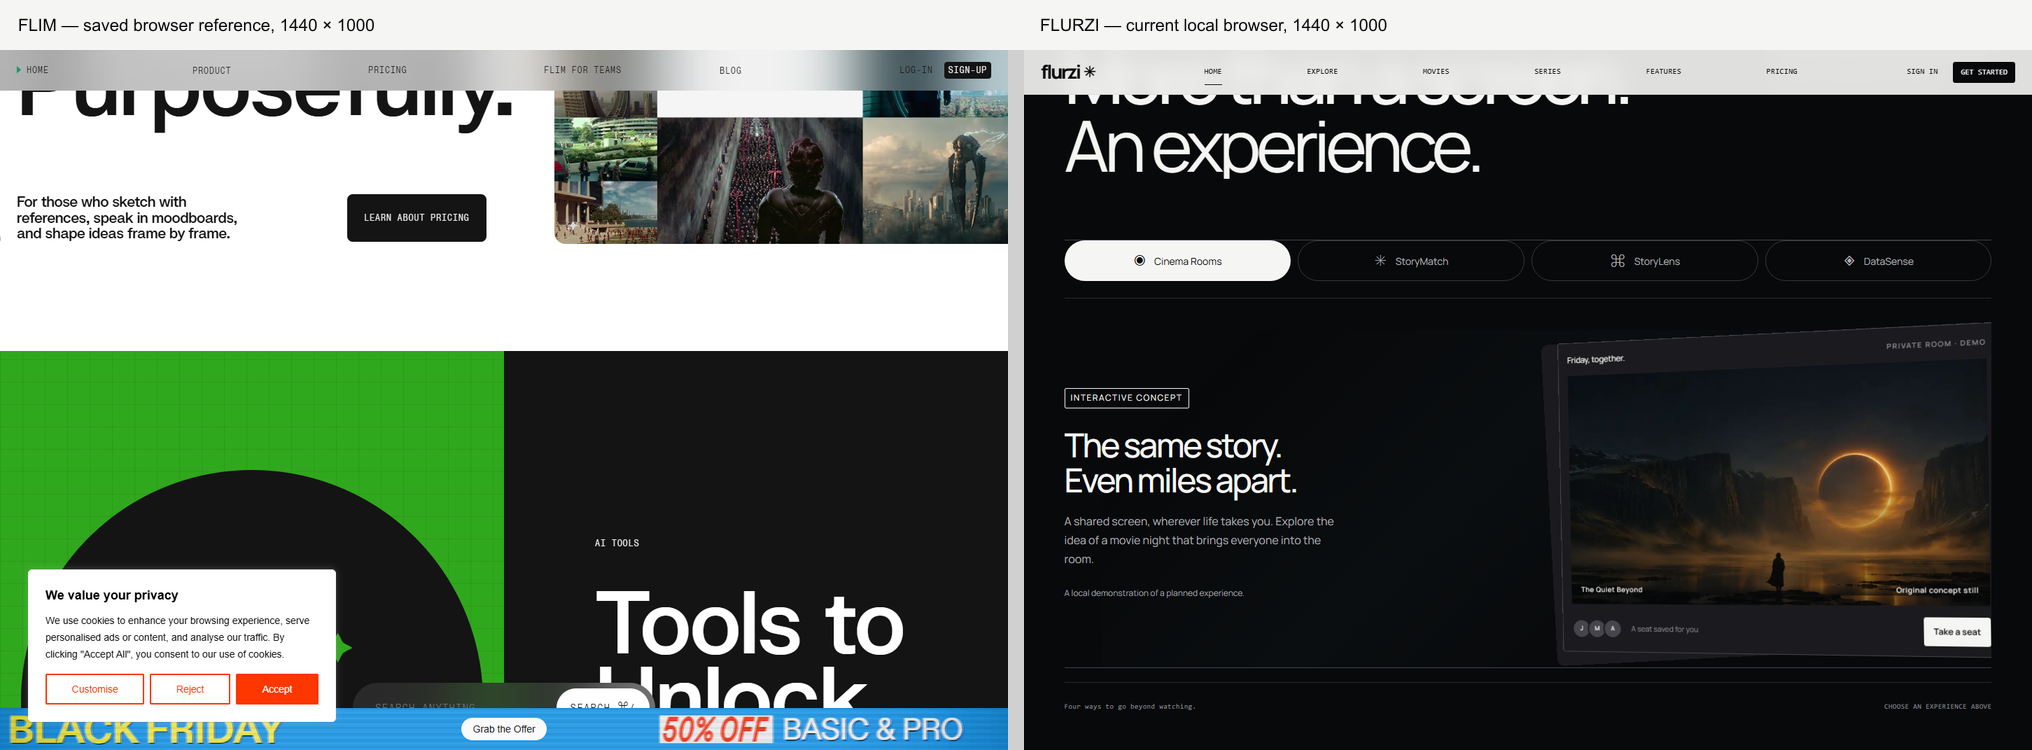 FLIM — saved browser reference, 1440 × 1000
HOME
PRODUCT
PRICING
FLIM FOR TEAMS
BLOG
LOG-IN
SIGN-UP
Purposefully.
For those who sketch with
references, speak in moodboards,
and shape ideas frame by frame.
LEARN ABOUT PRICING
AI TOOLS
Tools to
Unlock
We value your privacy
We use cookies to enhance your browsing experience, serve
personalised ads or content, and analyse our traffic. By
clicking "Accept All", you consent to our use of cookies.
Customise
Reject
Accept
SEARCH ANYTHING
SEARCH ⌘/
BLACK FRIDAY
Grab the Offer
50% OFF BASIC & PRO
FLURZI — current local browser, 1440 × 1000
flurzi
HOME
EXPLORE
MOVIES
SERIES
FEATURES
PRICING
SIGN IN
GET STARTED
More than a screen.
An experience.
Cinema Rooms
StoryMatch
StoryLens
DataSense
INTERACTIVE CONCEPT
The same story.
Even miles apart.
A shared screen, wherever life takes you. Explore the
idea of a movie night that brings everyone into the
room.
A local demonstration of a planned experience.
Friday, together.
PRIVATE ROOM - DEMO
The Quiet Beyond
Original concept still
J M A
A seat saved for you
Take a seat
Four ways to go beyond watching.
CHOOSE AN EXPERIENCE ABOVE